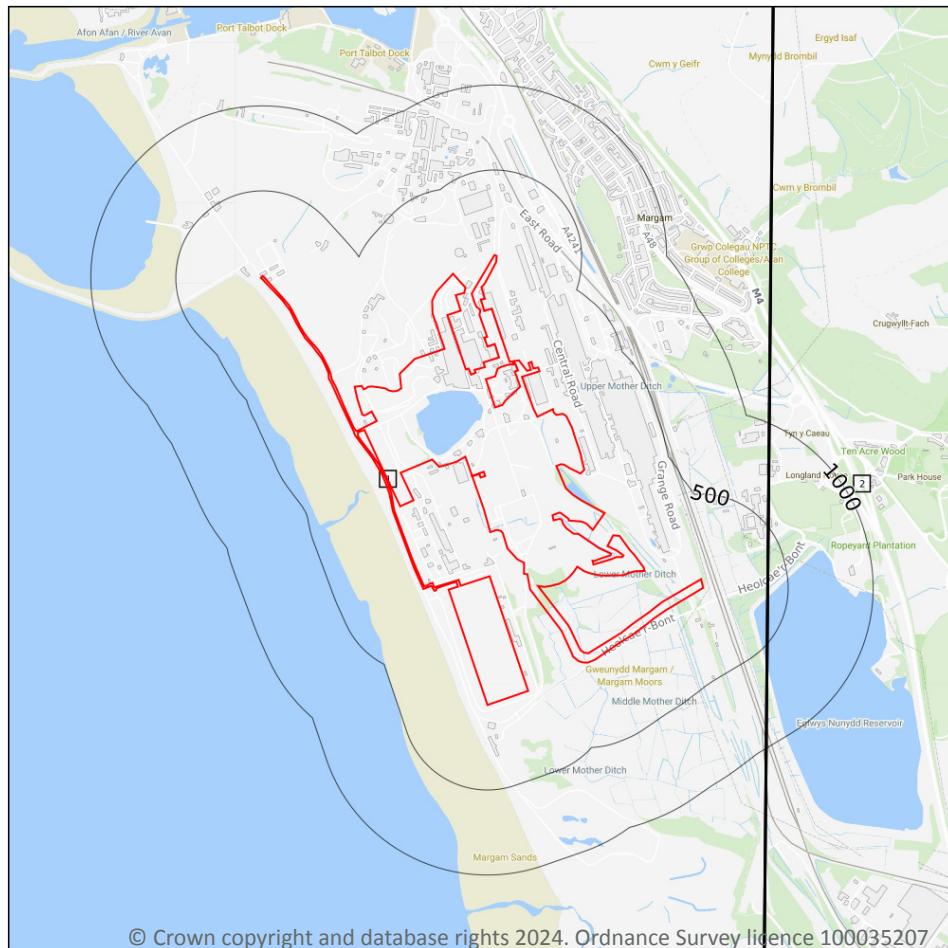 Afon Afan / River Avan
Port Talbot Dock
Port Talbot Dock
Ergyd Isaf
Mynydd Brombil
Cwm y Geifr
Cwm y Brombil
Margam
East Road
A4241
A48
Grŵp Colegau NPTC
Group of Colleges/Afan
College
M4
Crugwyllt-Fach
Central Road
Upper Mother Ditch
Tyn y Caeau
Ten Acre Wood
Longland
Park House
1000
2
500
1
Grange Road
Ropeyard Plantation
Heolcae'r-Bont
Lower Mother Ditch
Heolcae'r-Bont
Gweunydd Margam /
Margam Moors
Middle Mother Ditch
Eglwys Nunydd Reservoir
Lower Mother Ditch
Margam Sands
© Crown copyright and database rights 2024. Ordnance Survey licence 100035207